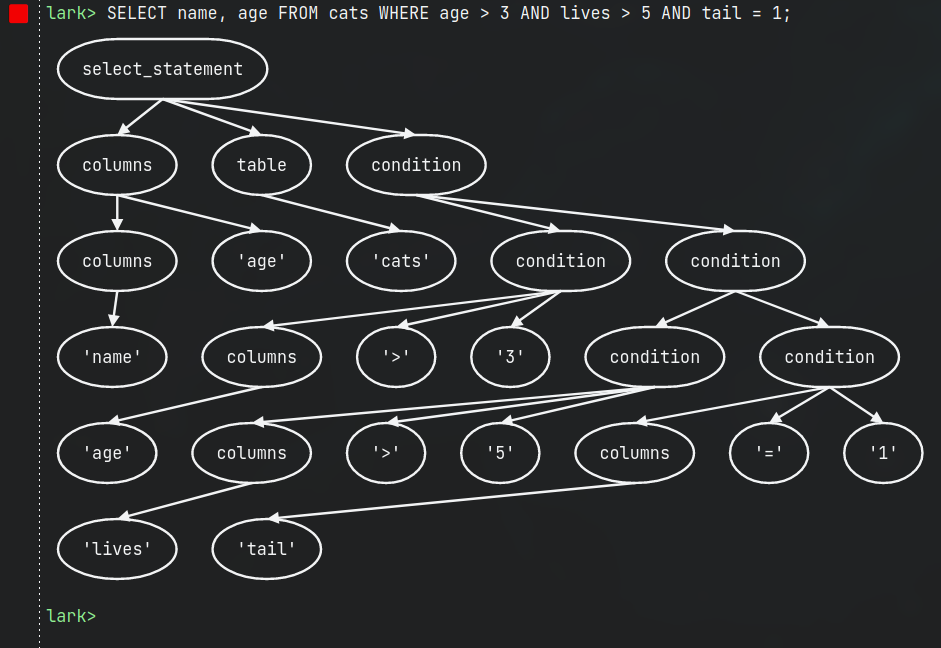 lark> SELECT name, age FROM cats WHERE age > 3 AND lives > 5 AND tail = 1;
select_statement
columns table condition
columns 'age' 'cats' condition condition
'name' columns '>' '3' condition condition
'age' columns '>' '5' columns '=' '1'
'lives' 'tail'
lark>